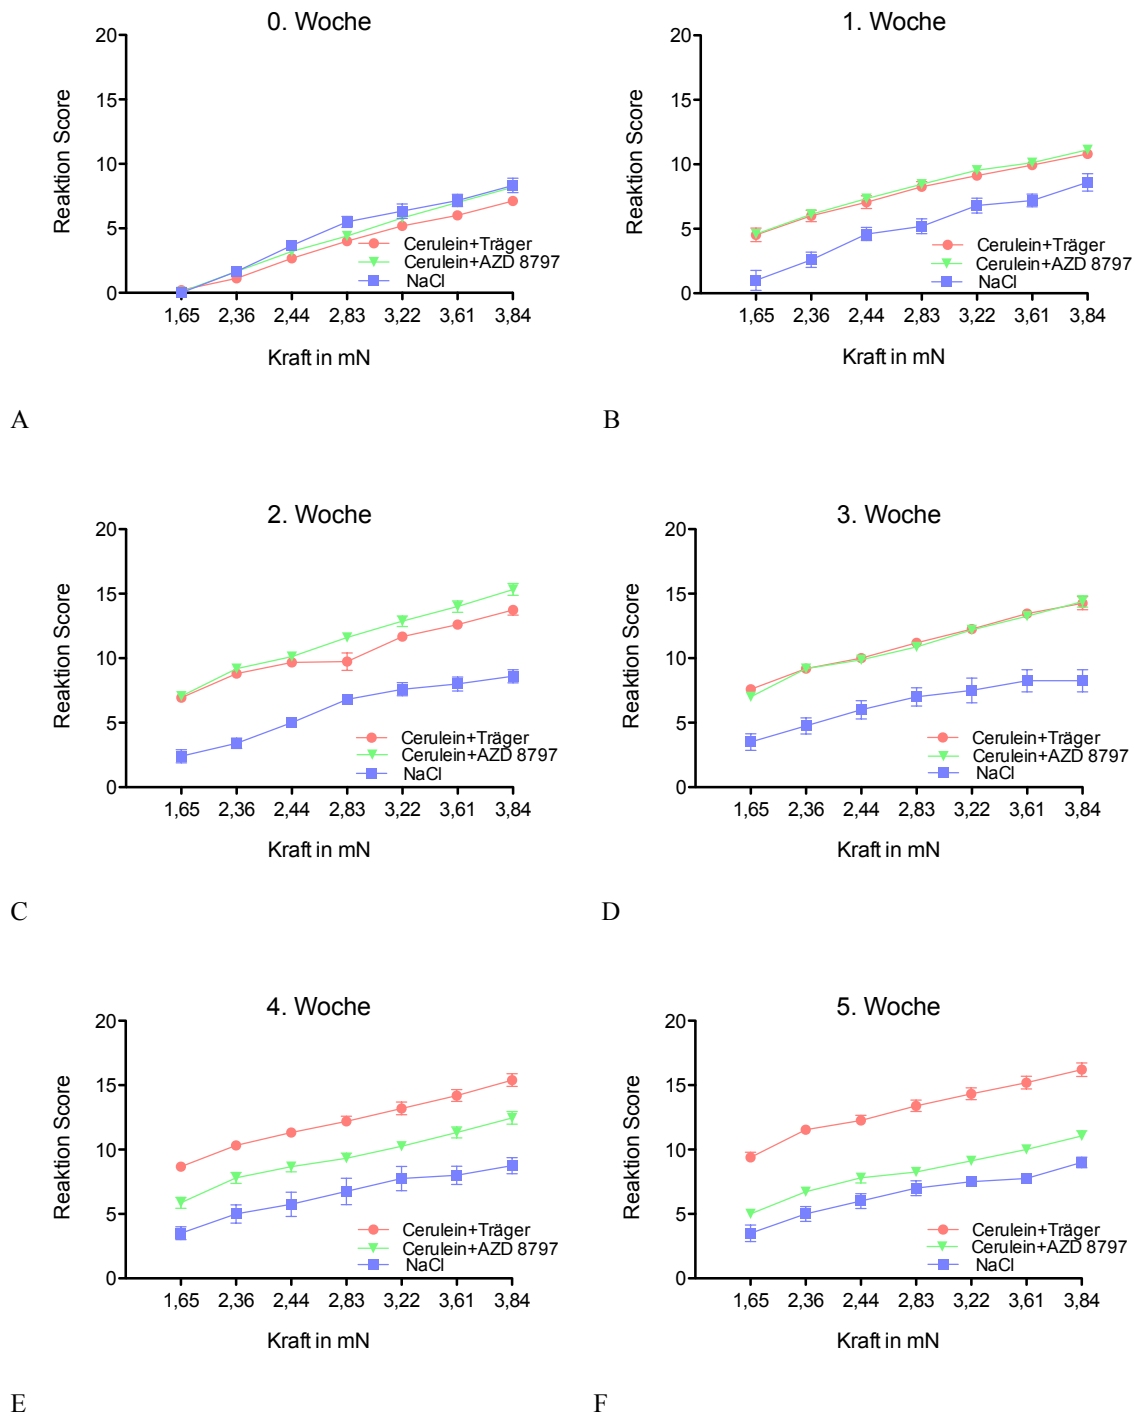 0. Woche
Reaktion Score
20
15
10
5
0
Cerulein+Träger
Cerulein+AZD 8797
NaCl
1,65 2,36 2,44 2,83 3,22 3,61 3,84
Kraft in mN
A
1. Woche
Reaktion Score
20
15
10
5
0
Cerulein+Träger
Cerulein+AZD 8797
NaCl
1,65 2,36 2,44 2,83 3,22 3,61 3,84
Kraft in mN
B
2. Woche
Reaktion Score
20
15
10
5
0
Cerulein+Träger
Cerulein+AZD 8797
NaCl
1,65 2,36 2,44 2,83 3,22 3,61 3,84
Kraft in mN
C
3. Woche
Reaktion Score
20
15
10
5
0
Cerulein+Träger
Cerulein+AZD 8797
NaCl
1,65 2,36 2,44 2,83 3,22 3,61 3,84
Kraft in mN
D
4. Woche
Reaktion Score
20
15
10
5
0
Cerulein+Träger
Cerulein+AZD 8797
NaCl
1,65 2,36 2,44 2,83 3,22 3,61 3,84
Kraft in mN
E
5. Woche
Reaktion Score
20
15
10
5
0
Cerulein+Träger
Cerulein+AZD 8797
NaCl
1,65 2,36 2,44 2,83 3,22 3,61 3,84
Kraft in mN
F